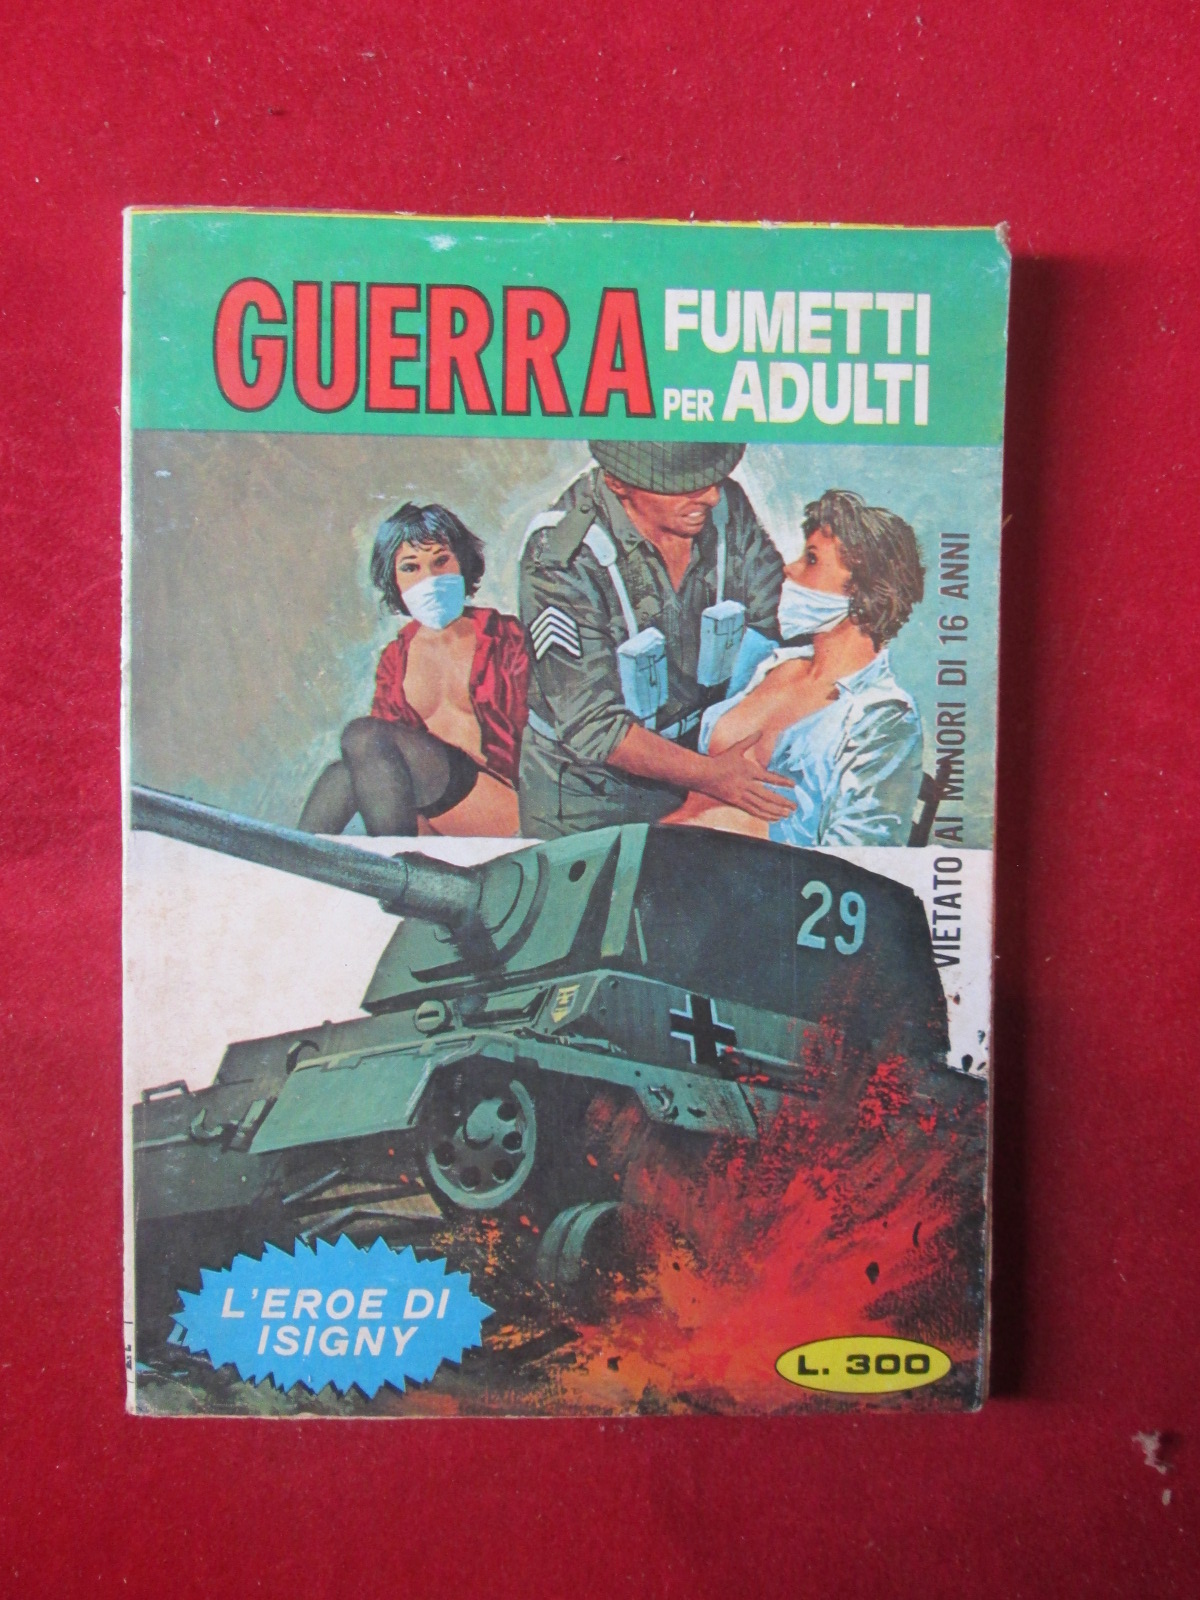 GUERRA
FUMETTI
PER ADULTI
VIETATO AI MINORI DI 16 ANNI
29
L'EROE DI
ISIGNY
L. 300